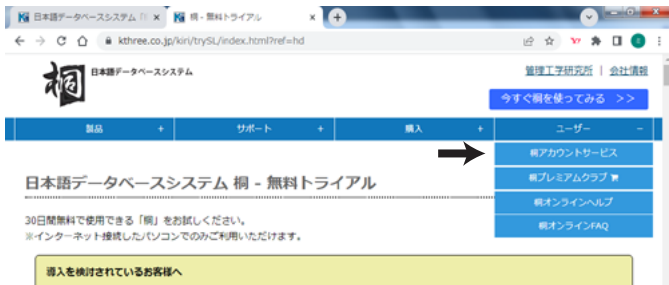 日本語データベースシステム 「
桐 - 無料トライアル
kthree.co.jp/kiri/trySL/index.html?ref=hd
桐
日本語データベースシステム
管理工学研究所 | 会社情報
今すぐ桐を使ってみる >>
製品 +
サポート +
購入 +
ユーザー −
桐アカウントサービス
桐プレミアムクラブ
桐オンラインヘルプ
桐オンラインFAQ
日本語データベースシステム 桐 - 無料トライアル
30日間無料で使用できる「桐」をお試しください。
※インターネット接続したパソコンでのみご利用いただけます。
導入を検討されているお客様へ